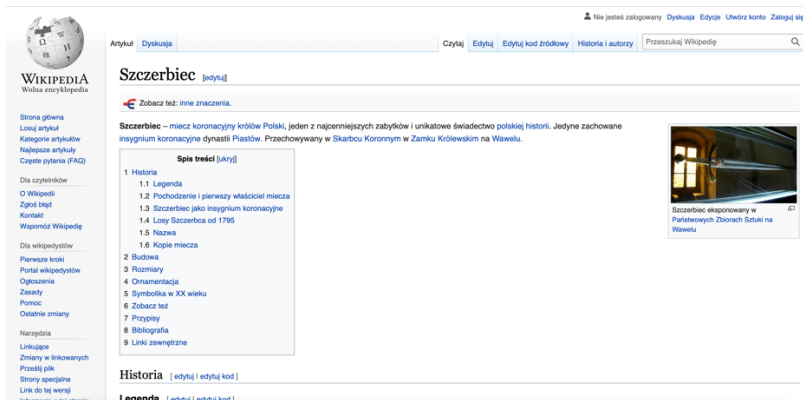 Nie jesteś zalogowany Dyskusja Edycje Utwórz konto Zaloguj się
Artykuł Dyskusja Czytaj Edytuj Edytuj kod źródłowy Historia i autorzy Przeszukaj Wikipedię
WIKIPEDIA
Wolna encyklopedia
Strona główna
Losuj artykuł
Kategorie artykułów
Najlepsze artykuły
Częste pytania (FAQ)
Dla czytelników
O Wikipedii
Zgłoś błąd
Kontakt
Wspomóż Wikipedię
Dla wikipedystów
Pierwsze kroki
Portal wikipedystów
Ogłoszenia
Zasady
Pomoc
Ostatnie zmiany
Narzędzia
Linkujące
Zmiany w linkowanych
Prześlij plik
Strony specjalne
Link do tej wersji
Szczerbiec [edytuj]
Zobacz też: inne znaczenia.
Szczerbiec – miecz koronacyjny królów Polski, jeden z najcenniejszych zabytków i unikatowe świadectwo polskiej historii. Jedyne zachowane
insygnium koronacyjne dynastii Piastów. Przechowywany w Skarbcu Koronnym w Zamku Królewskim na Wawelu.
Spis treści [ukryj]
1 Historia
1.1 Legenda
1.2 Pochodzenie i pierwszy właściciel miecza
1.3 Szczerbiec jako insygnium koronacyjne
1.4 Losy Szczerbca od 1795
1.5 Nazwa
1.6 Kopie miecza
2 Budowa
3 Rozmiary
4 Ornamentacja
5 Symbolika w XX wieku
6 Zobacz też
7 Przypisy
8 Bibliografia
9 Linki zewnętrzne
Szczerbiec eksponowany w
Państwowych Zbiorach Sztuki na
Wawelu
Historia [ edytuj | edytuj kod ]
Legenda [ edytuj | edytuj kod ]